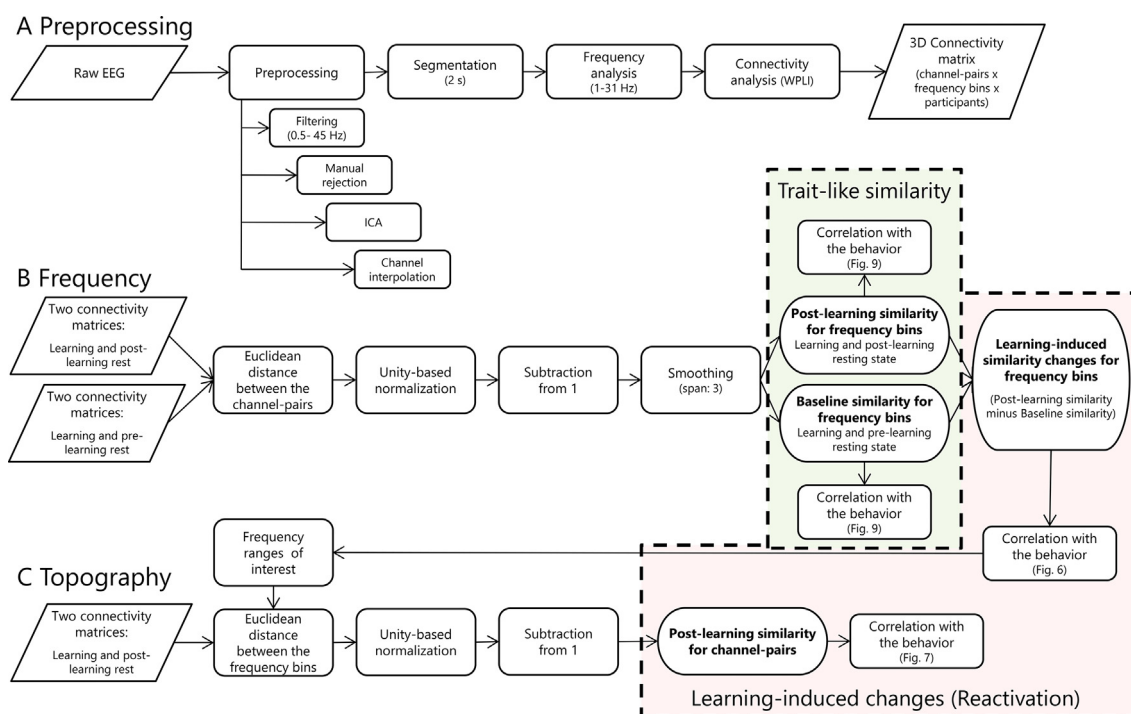 A Preprocessing
Raw EEG
Preprocessing
Segmentation
(2 s)
Frequency
analysis
(1-31 Hz)
Connectivity
analysis (WPLI)
3D Connectivity
matrix
(channel-pairs x
frequency bins x
participants)
Filtering
(0.5- 45 Hz)
Manual
rejection
ICA
Channel
interpolation
B Frequency
Two connectivity
matrices:
Learning and post-
learning rest
Two connectivity
matrices:
Learning and pre-
learning rest
Euclidean
distance
between the
channel-pairs
Unity-based
normalization
Subtraction
from 1
Smoothing
(span: 3)
Trait-like similarity
Correlation with
the behavior
(Fig. 9)
Post-learning similarity
for frequency bins
Learning and post-learning
resting state
Baseline similarity for
frequency bins
Learning and pre-learning
resting state
Correlation with
the behavior
(Fig. 9)
Learning-induced
similarity changes for
frequency bins
(Post-learning similarity
minus Baseline similarity)
Correlation with
the behavior
(Fig. 6)
Frequency
ranges of
interest
C Topography
Two connectivity
matrices:
Learning and post-
learning rest
Euclidean
distance
between the
frequency bins
Unity-based
normalization
Subtraction
from 1
Post-learning similarity
for channel-pairs
Correlation with
the behavior
(Fig. 7)
Learning-induced changes (Reactivation)